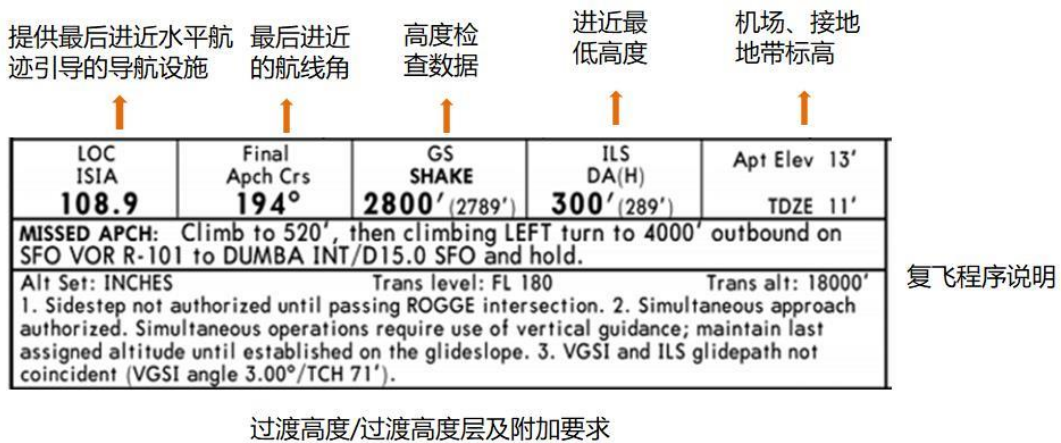 提供最后进近水平航
迹引导的导航设施
最后进近
的航线角
高度检
查数据
进近最
低高度
机场、接地
地带标高
LOC
ISIA
108.9
Final
Apch Crs
194°
GS
SHAKE
2800′(2789′)
ILS
DA(H)
300′(289′)
Apt Elev 13′
TDZE 11′
MISSED APCH: Climb to 520′, then climbing LEFT turn to 4000′ outbound on
SFO VOR R-101 to DUMBA INT/D15.0 SFO and hold.
Alt Set: INCHES Trans level: FL 180 Trans alt: 18000′
1. Sidestep not authorized until passing ROGGE intersection. 2. Simultaneous approach
authorized. Simultaneous operations require use of vertical guidance; maintain last
assigned altitude until established on the glideslope. 3. VGSI and ILS glidepath not
coincident (VGSI angle 3.00°/TCH 71′).
复飞程序说明
过渡高度/过渡高度层及附加要求